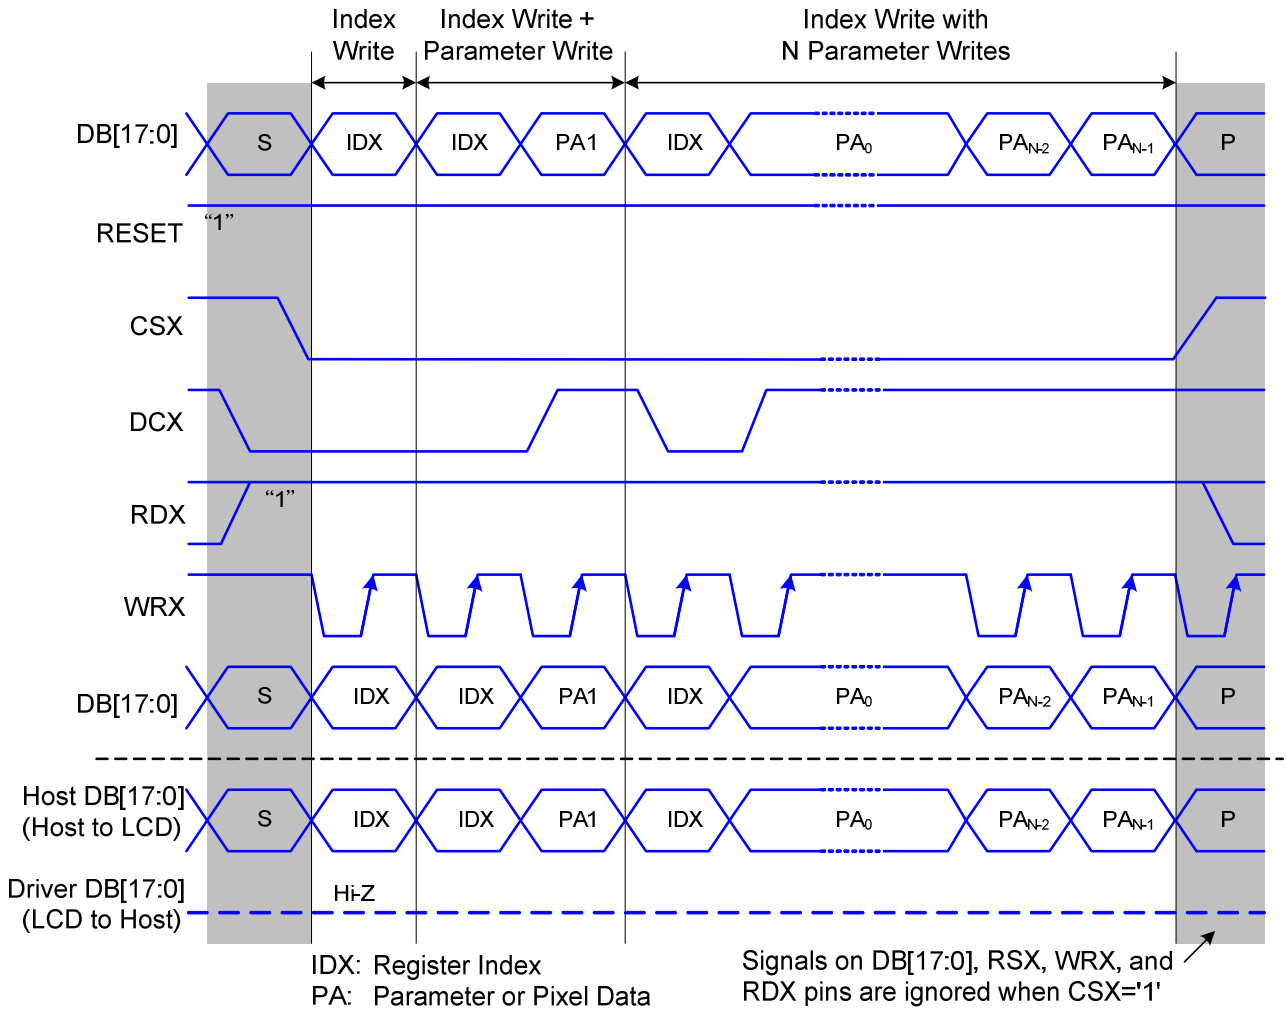 Index
Write
Index Write +
Parameter Write
Index Write with
N Parameter Writes
DB[17:0]
S IDX IDX PA1 IDX PA0 PAN-2 PAN-1 P
RESET
“1”
CSX
DCX
RDX
“1”
WRX
DB[17:0]
S IDX IDX PA1 IDX PA0 PAN-2 PAN-1 P
Host DB[17:0]
(Host to LCD)
S IDX IDX PA1 IDX PA0 PAN-2 PAN-1 P
Driver DB[17:0]
(LCD to Host)
Hi-Z
IDX: Register Index
PA: Parameter or Pixel Data
Signals on DB[17:0], RSX, WRX, and
RDX pins are ignored when CSX='1'